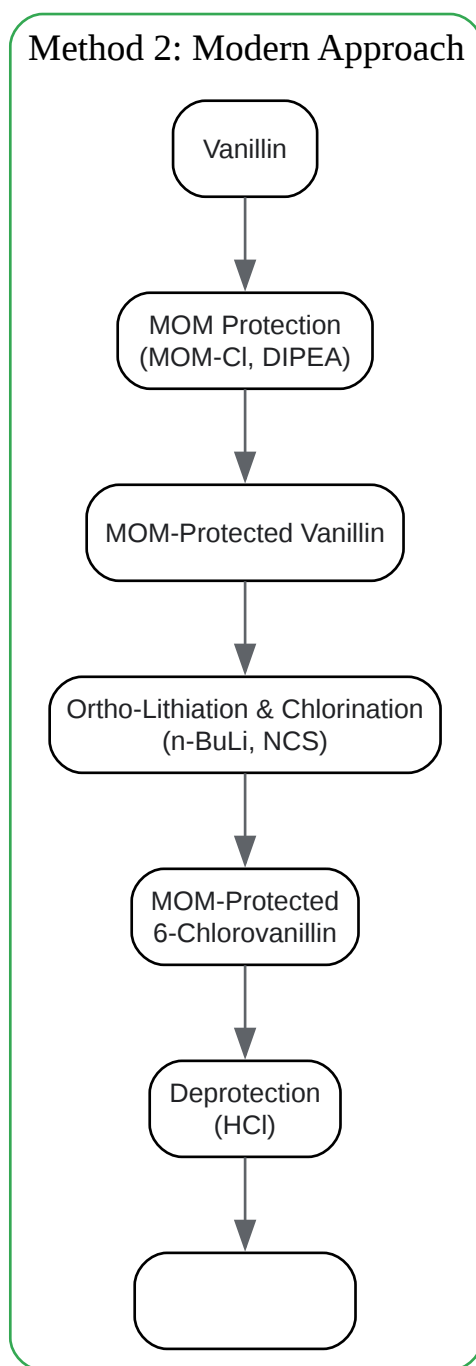 Method 2: Modern Approach
Vanillin
MOM Protection
(MOM-Cl, DIPEA)
MOM-Protected Vanillin
Ortho-Lithiation & Chlorination
(n-BuLi, NCS)
MOM-Protected
6-Chlorovanillin
Deprotection
(HCl)